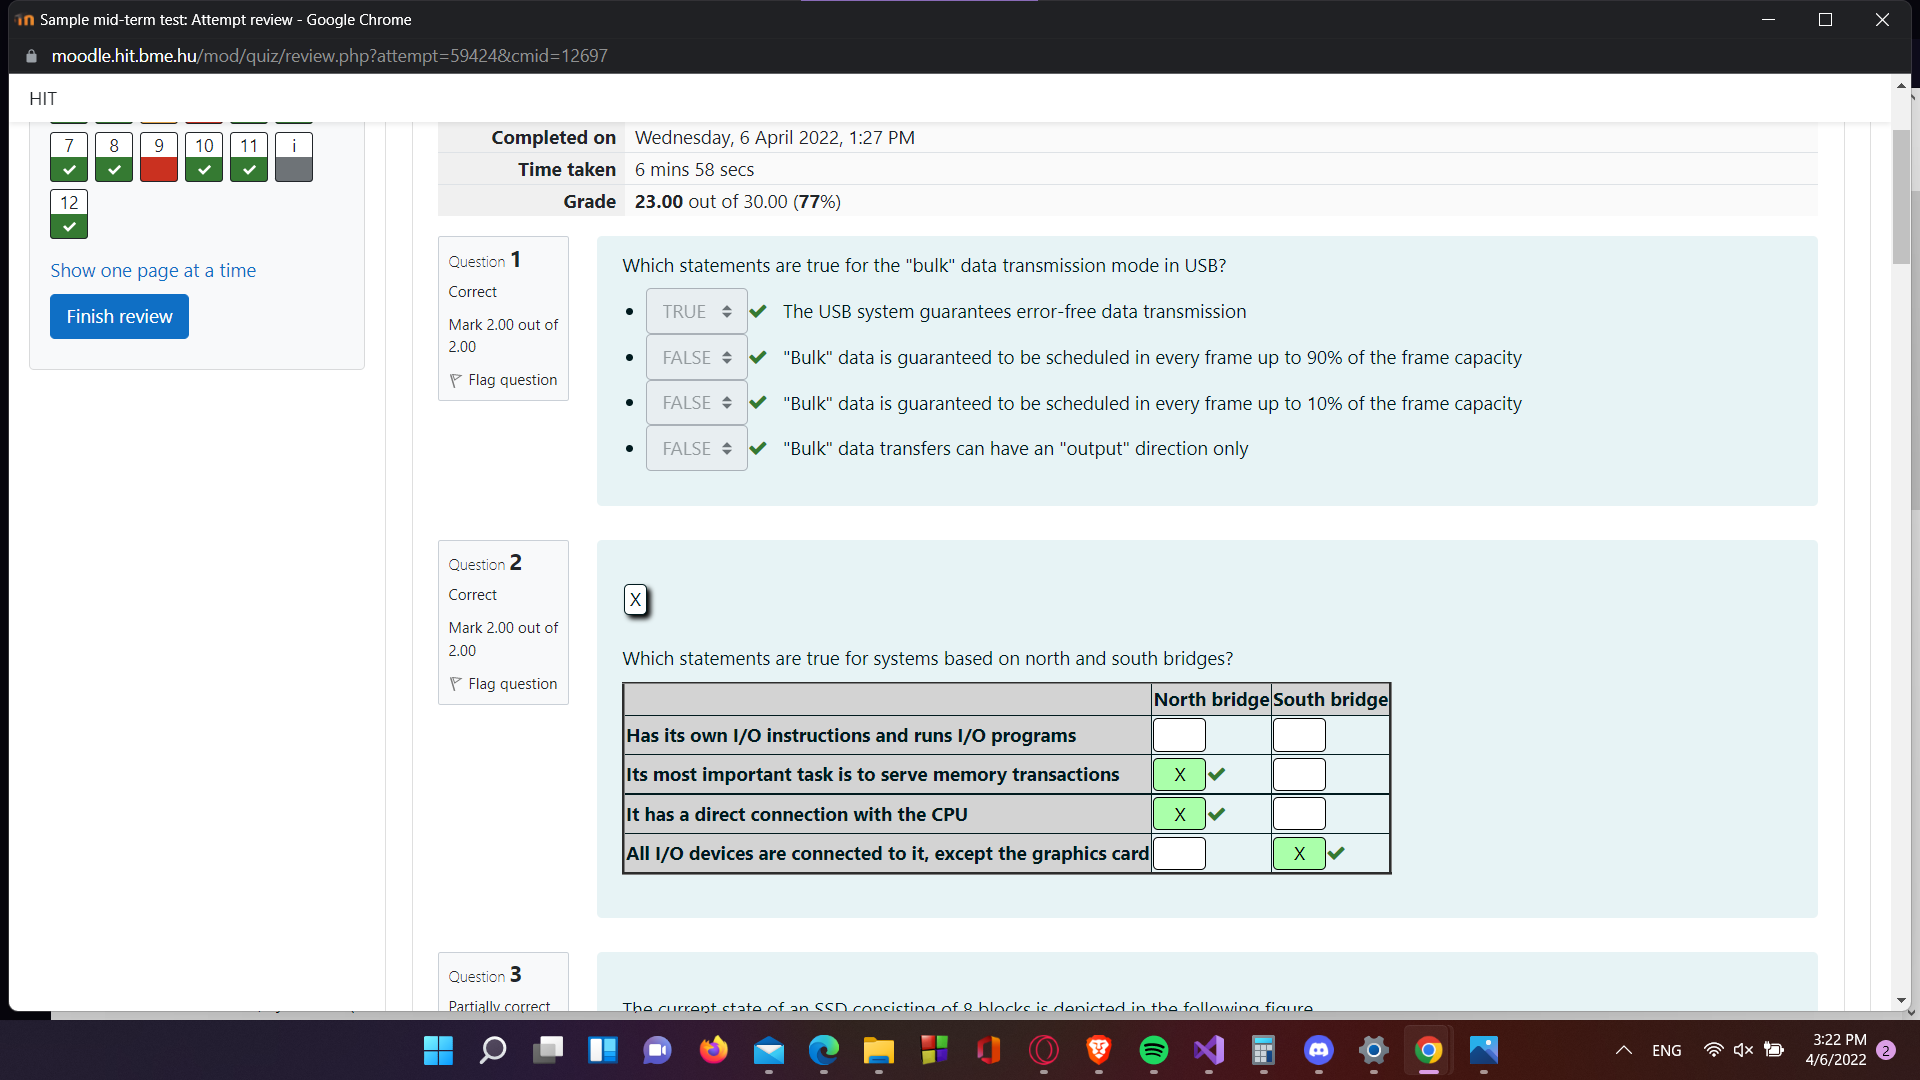 Sample mid-term test: Attempt review - Google Chrome
moodle.hit.bme.hu/mod/quiz/review.php?attempt=59424&cmid=12697
HIT
7 8 9 10 11 i
12
Show one page at a time
Finish review
Completed on Wednesday, 6 April 2022, 1:27 PM
Time taken 6 mins 58 secs
Grade 23.00 out of 30.00 (77%)
Question 1
Correct
Mark 2.00 out of
2.00
Flag question
Which statements are true for the "bulk" data transmission mode in USB?
TRUE The USB system guarantees error-free data transmission
FALSE "Bulk" data is guaranteed to be scheduled in every frame up to 90% of the frame capacity
FALSE "Bulk" data is guaranteed to be scheduled in every frame up to 10% of the frame capacity
FALSE "Bulk" data transfers can have an "output" direction only
Question 2
Correct
Mark 2.00 out of
2.00
Flag question
X
Which statements are true for systems based on north and south bridges?
North bridge South bridge
Has its own I/O instructions and runs I/O programs
Its most important task is to serve memory transactions X
It has a direct connection with the CPU X
All I/O devices are connected to it, except the graphics card X
Question 3
Partially correct
The current state of an SSD consisting of 8 blocks is depicted in the following figure
ENG
3:22 PM
4/6/2022
2